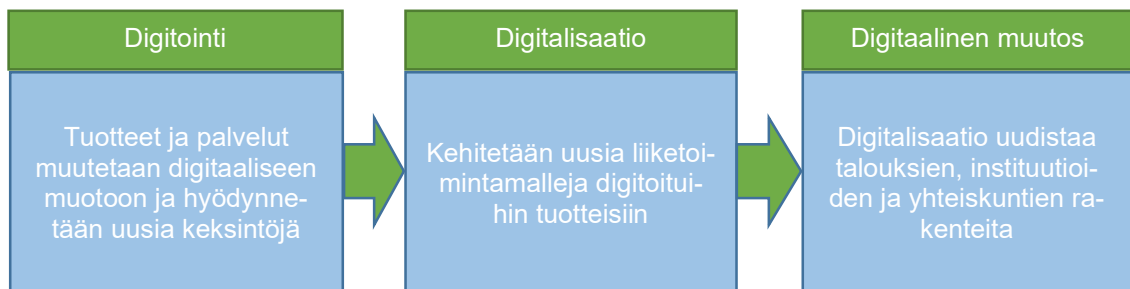 Digitointi
Tuotteet ja palvelut
muutetaan digitaaliseen
muotoon ja hyödynne-
tään uusia keksintöjä
Digitalisaatio
Kehitetään uusia liiketoi-
mintamalleja digitoitui-
hin tuotteisiin
Digitaalinen muutos
Digitalisaatio uudistaa
talouksien, instituutioi-
den ja yhteiskuntien ra-
kenteita